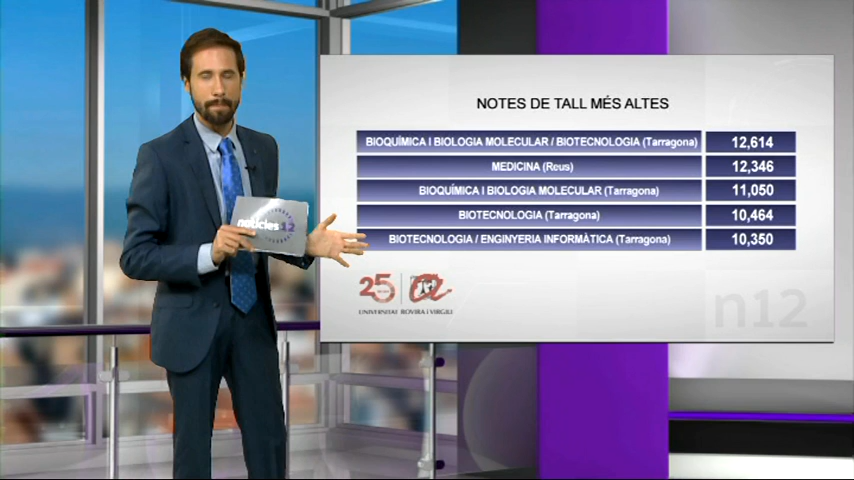 NOTES DE TALL MÉS ALTES
BIOQUÍMICA I BIOLOGIA MOLECULAR / BIOTECNOLOGIA (Tarragona) 12,614
MEDICINA (Reus) 12,346
BIOQUÍMICA I BIOLOGIA MOLECULAR (Tarragona) 11,050
BIOTECNOLOGIA (Tarragona) 10,464
BIOTECNOLOGIA / ENGINYERIA INFORMÀTICA (Tarragona) 10,350
notícies 12
25
UNIVERSITAT ROVIRA I VIRGILI
n12